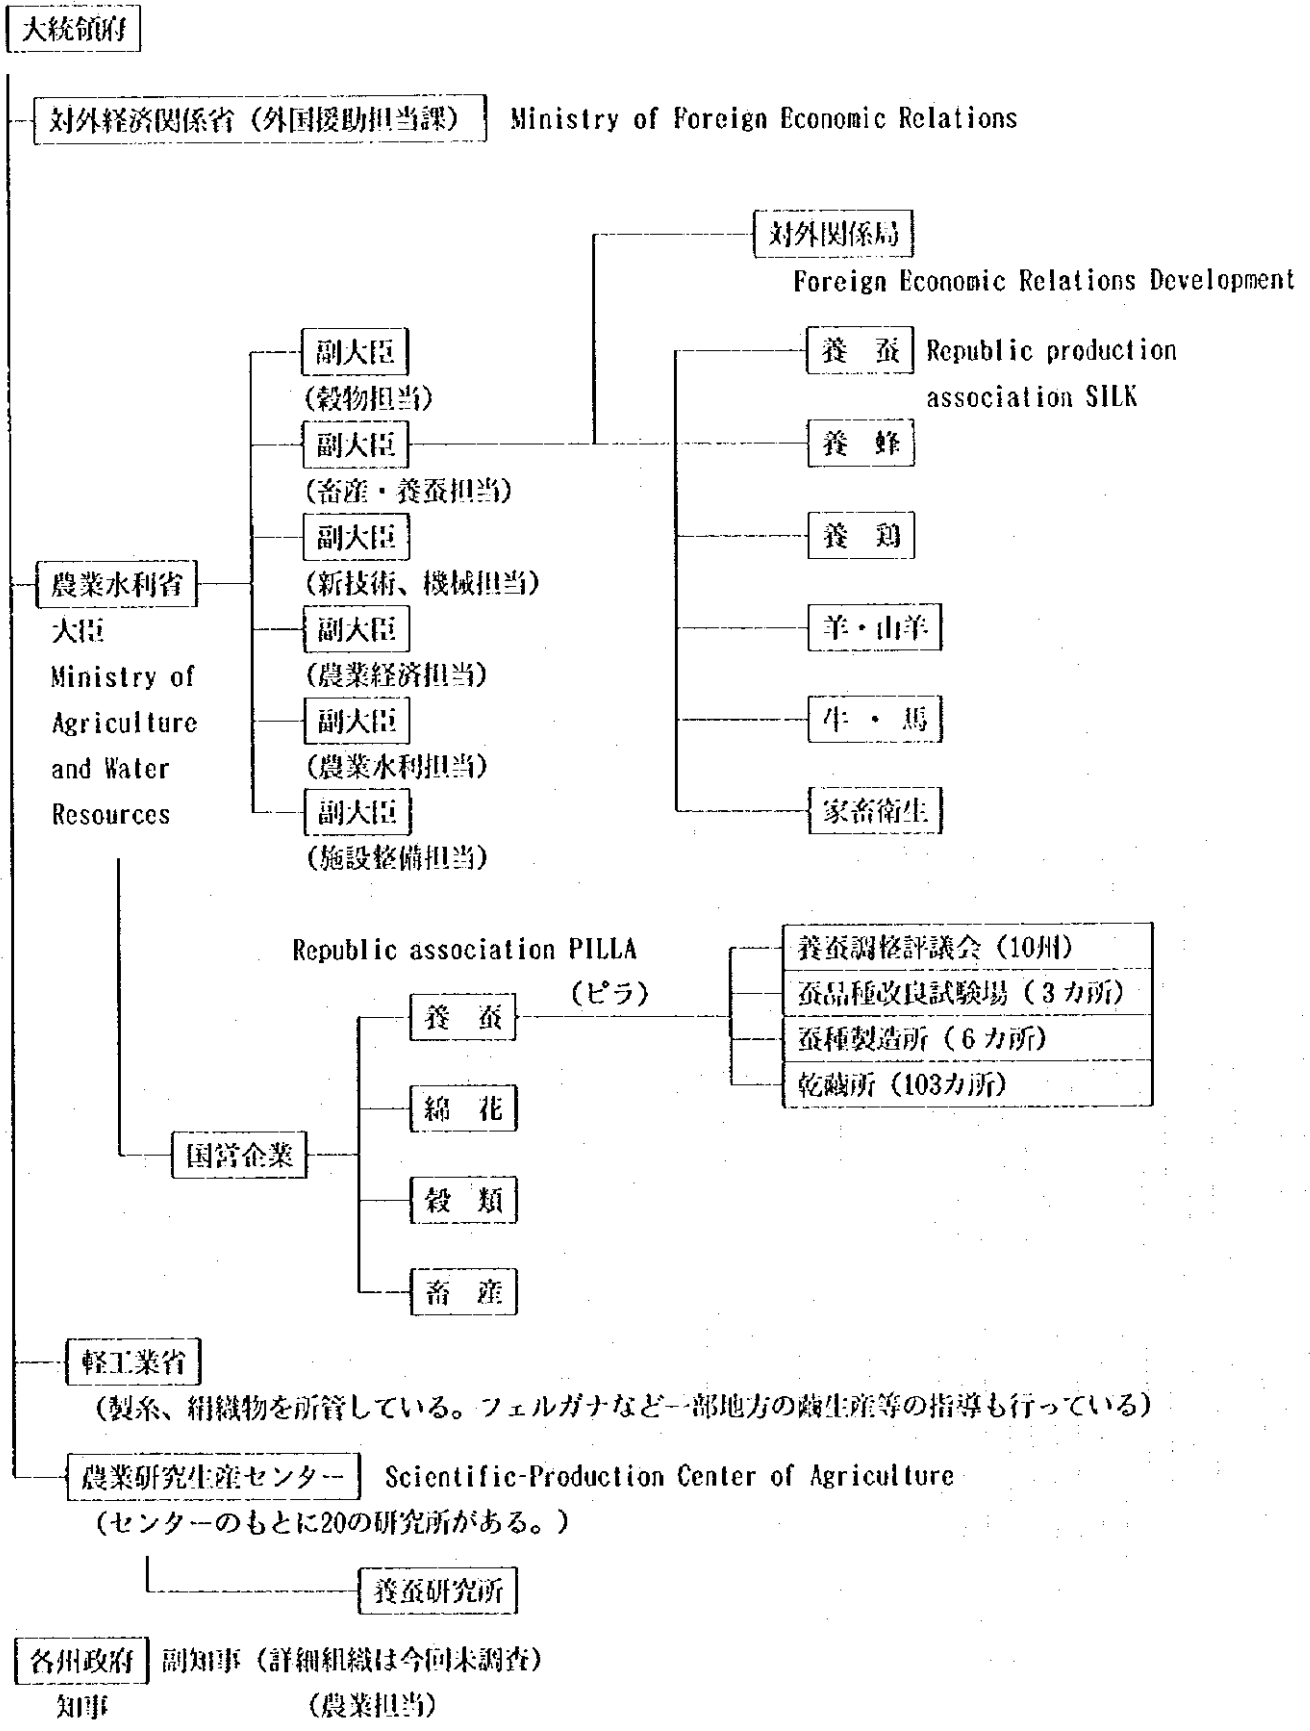 大統領府
対外経済関係省（外国援助担当課） Ministry of Foreign Economic Relations
対外関係局
Foreign Economic Relations Development
副大臣
（穀物担当）
副大臣
（畜産・養蚕担当）
副大臣
（新技術、機械担当）
副大臣
（農業経済担当）
副大臣
（農業水利担当）
副大臣
（施設整備担当）
養 蚕 Republic production
association SILK
養 蜂
養 鶏
羊・山羊
牛 ・ 馬
家畜衛生
農業水利省
大臣
Ministry of
Agriculture
and Water
Resources
Republic association PILLA
（ピラ）
養 蚕
綿 花
穀 類
畜 産
国営企業
養蚕調整評議会（10州）
蚕品種改良試験場（３カ所）
蚕種製造所（６カ所）
乾繭所（103カ所）
軽工業省
（製糸、絹織物を所管している。フェルガナなど一部地方の繭生産等の指導も行っている）
農業研究生産センター Scientific-Production Center of Agriculture
（センターのもとに20の研究所がある。）
養蚕研究所
各州政府 副知事（詳細組織は今回未調査）
知事 （農業担当）